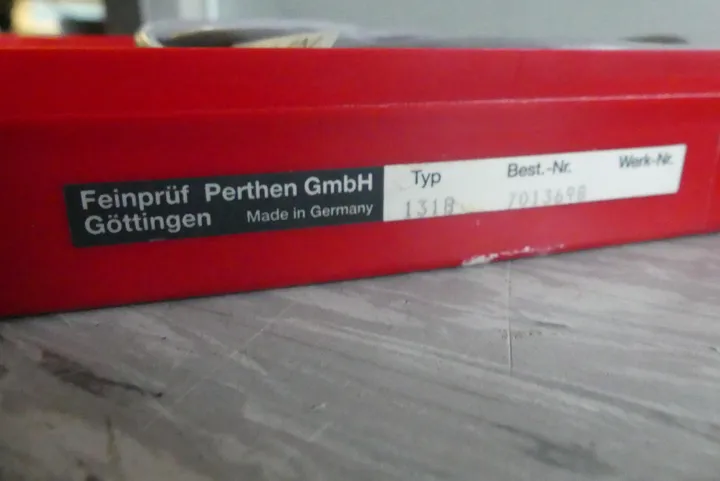 Feinprüf Perthen GmbH
Göttingen Made in Germany
Typ Best.-Nr. Werk-Nr.
1318 7013698